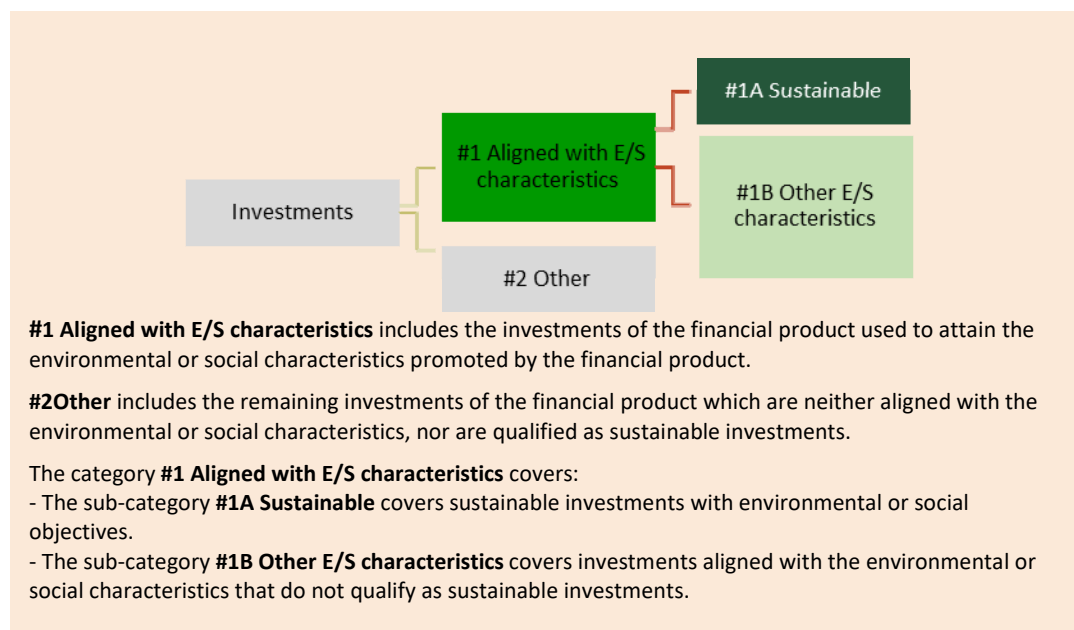 #1A Sustainable
#1 Aligned with E/S
characteristics
#1B Other E/S
characteristics
Investments
#2 Other
#1 Aligned with E/S characteristics includes the investments of the financial product used to attain the
environmental or social characteristics promoted by the financial product.
#2Other includes the remaining investments of the financial product which are neither aligned with the
environmental or social characteristics, nor are qualified as sustainable investments.
The category #1 Aligned with E/S characteristics covers:
- The sub-category #1A Sustainable covers sustainable investments with environmental or social
objectives.
- The sub-category #1B Other E/S characteristics covers investments aligned with the environmental or
social characteristics that do not qualify as sustainable investments.